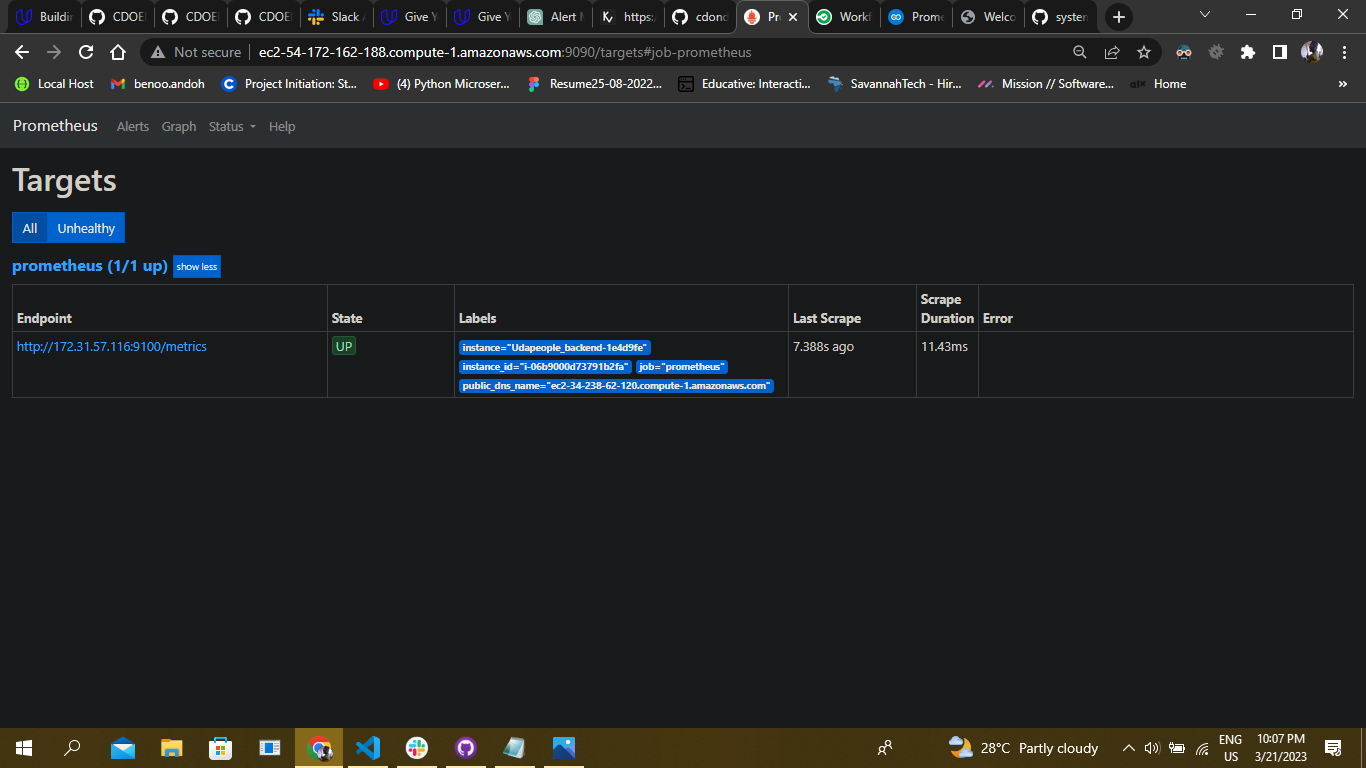 Buildin
CDOE
CDOE
CDOE
Slack
Give Y
Give Y
Alert M
https:/
cdond
Pr
Workf
Prome
Welco
system
Not secure
ec2-54-172-162-188.compute-1.amazonaws.com:9090/targets#job-prometheus
Local Host
benoo.andoh
Project Initiation: St...
(4) Python Microser...
Resume25-08-2022...
Educative: Interacti...
SavannahTech - Hir...
Mission // Software...
Home
»
Prometheus Alerts Graph Status Help
Targets
All Unhealthy
prometheus (1/1 up) show less
Endpoint State Labels Last Scrape Scrape Duration Error
http://172.31.57.116:9100/metrics UP instance="Udapeople_backend-1e4d9fe" 7.388s ago 11.43ms
instance_id="i-06b9000d73791b2fa" job="prometheus"
public_dns_name="ec2-34-238-62-120.compute-1.amazonaws.com"
28°C Partly cloudy
ENG
US
10:07 PM
3/21/2023